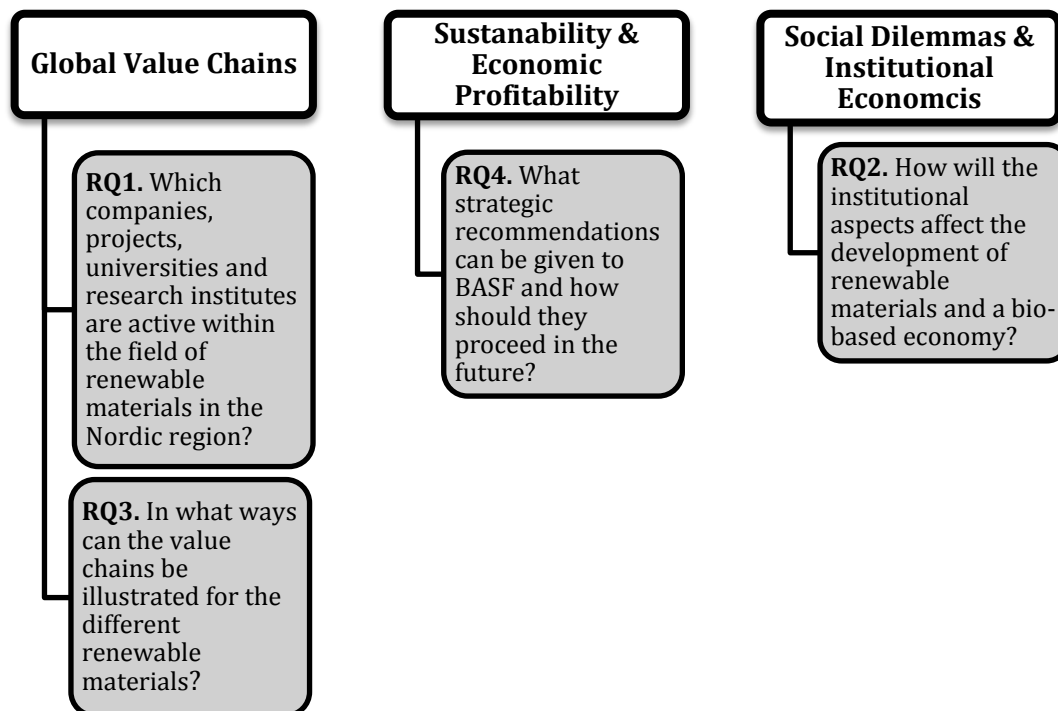 Global Value Chains
RQ1. Which
companies,
projects,
universities and
research institutes
are active within
the field of
renewable
materials in the
Nordic region?
RQ3. In what ways
can the value
chains be
illustrated for the
different
renewable
materials?
Sustanability &
Economic
Profitability
RQ4. What
strategic
recommendations
can be given to
BASF and how
should they
proceed in the
future?
Social Dilemmas &
Institutional
Economcis
RQ2. How will the
institutional
aspects affect the
development of
renewable
materials and a bio-
based economy?